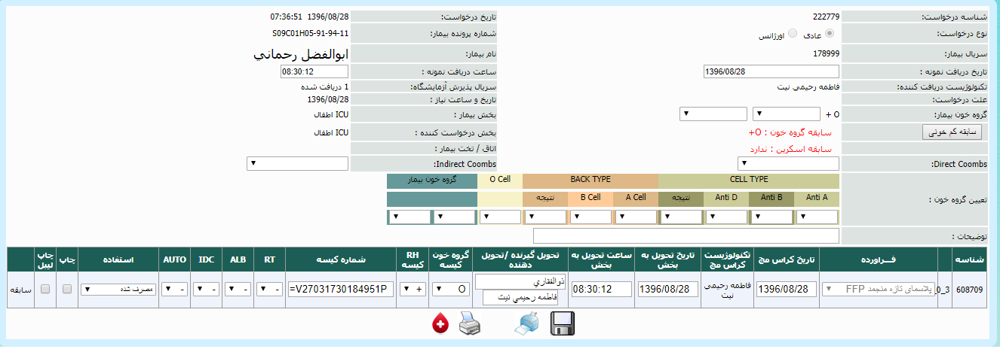 شناسه درخواست: 222779 تاریخ درخواست: 1396/08/28 07:36:51
نوع درخواست: عادی اورژانس شماره پرونده بیمار: S09C01H05-91-94-11
سریال بیمار: 178999 نام بیمار: ابوالفضل رحماني
تاریخ دریافت نمونه : 1396/08/28 ساعت دریافت نمونه : 08:30:12
تکنولوژیست دریافت کننده: فاطمه رحیمي نیت سریال پذیرش آزمایشگاه: 1 دریافت شده
علت درخواست: تاریخ و ساعت نیاز : 1396/08/28
گروه خون بیمار: O + بخش بیمار : ICU اطفال
سابقه کم خونی سابقه گروه خون : O+ بخش درخواست کننده : ICU اطفال
سابقه اسکرین : ندارد اتاق / تخت بیمار :
Direct Coombs: Indirect Coombs:
تعیین گروه خون :
CELL TYPE BACK TYPE O Cell گروه خون بیمار
Anti A Anti B Anti D نتیجه A Cell B Cell نتیجه
توضیحات :
شناسه فــرآورده تاریخ کراس مچ تکنولوژیست کراس مچ تاریخ تحویل به بخش ساعت تحویل به بخش تحویل گیرنده /تحویل دهنده گروه خون کیسه RH کیسه شماره کیسه RT ALB IDC AUTO استفاده چاپ چاپ لیبل
608709 0_3_ پلاسمای تازه منجمد FFP 1396/08/28 فاطمه رحیمي نیت 1396/08/28 08:30:12 ذوالفقاري فاطمه رحیمي نیت O + =V27031730184951P - - - - مصرف شده سابقه